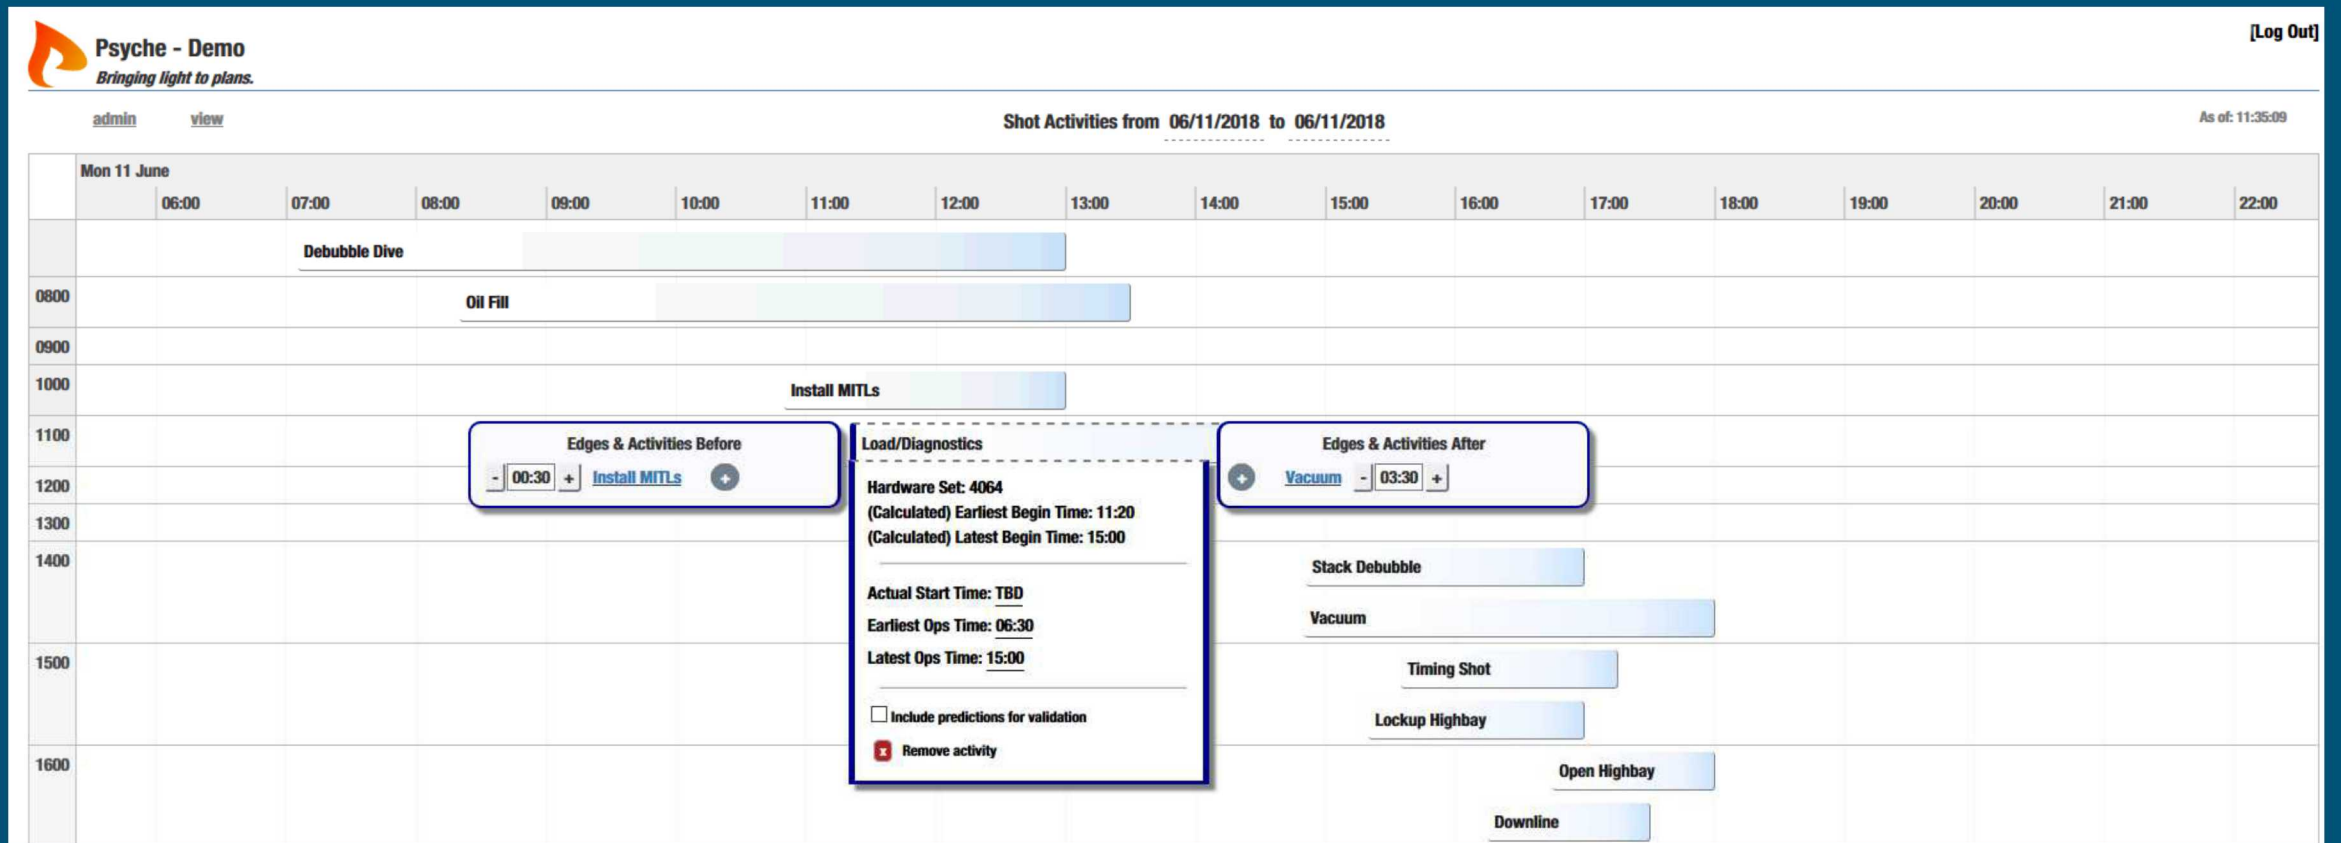 [Log Out]
Psyche - Demo
Bringing light to plans.
admin view Shot Activities from 06/11/2018 to 06/11/2018 As of: 11:35:09
Mon 11 June
06:00 07:00 08:00 09:00 10:00 11:00 12:00 13:00 14:00 15:00 16:00 17:00 18:00 19:00 20:00 21:00 22:00
Debubble Dive
0800 Oil Fill
0900
1000 Install MITLs
1100 Edges & Activities Before Load/Diagnostics Edges & Activities After
- 00:30 + Install MITLs + + Vacuum - 03:30 +
1200 Hardware Set: 4064
(Calculated) Earliest Begin Time: 11:20
1300 (Calculated) Latest Begin Time: 15:00
1400 Stack Debubble
Actual Start Time: TBD
Vacuum
Earliest Ops Time: 06:30
1500 Latest Ops Time: 15:00 Timing Shot
Include predictions for validation Lockup Highbay
x Remove activity
1600 Open Highbay
Downline